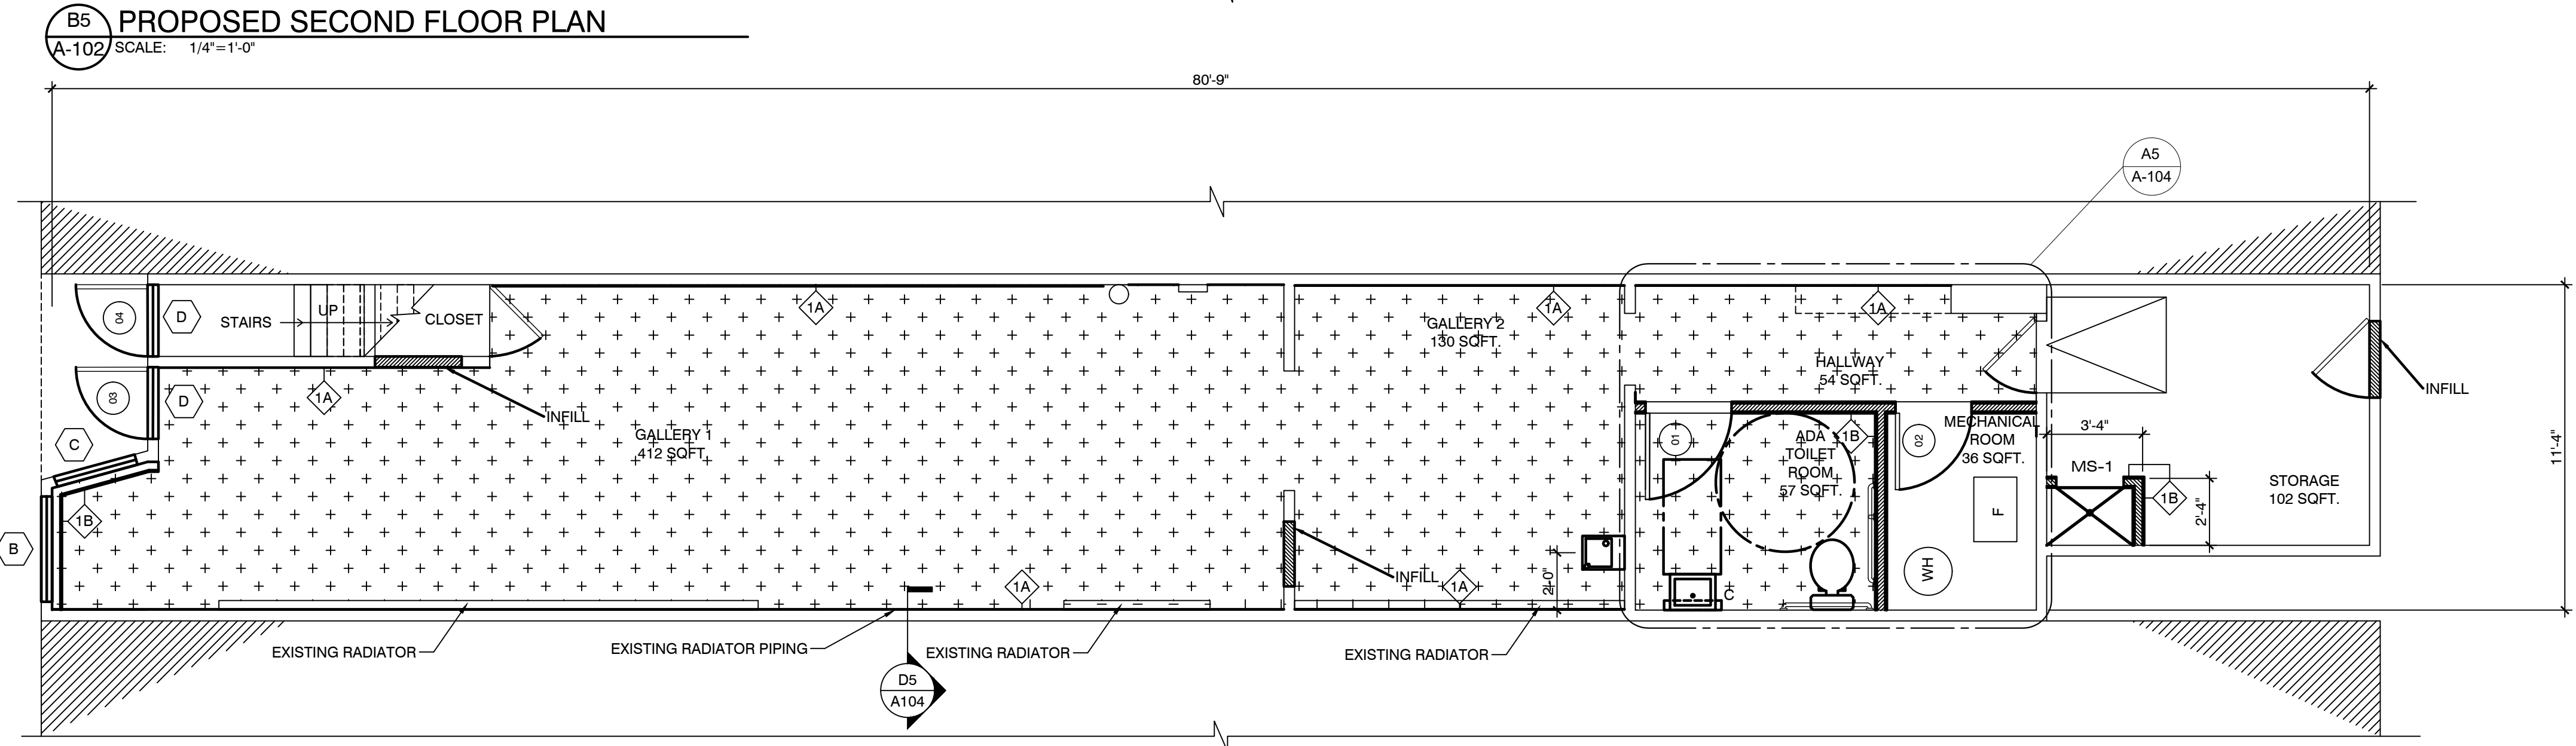 B5
A-102
PROPOSED SECOND FLOOR PLAN
SCALE: 1/4"=1'-0"
80'-9"
A5
A-104
04
D
STAIRS
UP
CLOSET
1A
GALLERY 2
130 SQFT.
1A
1A
HALLWAY
54 SQFT.
INFILL
03
D
1A
INFILL
C
GALLERY 1
412 SQFT.
01
ADA
TOILET
ROOM
57 SQFT.
1B
02
MECHANICAL
ROOM
36 SQFT.
3'-4"
MS-1
1B
2'-4"
STORAGE
102 SQFT.
11'-4"
1B
B
F
WH
INFILL
1A
1A
2'-0"
C
EXISTING RADIATOR
EXISTING RADIATOR PIPING
EXISTING RADIATOR
EXISTING RADIATOR
D5
A104